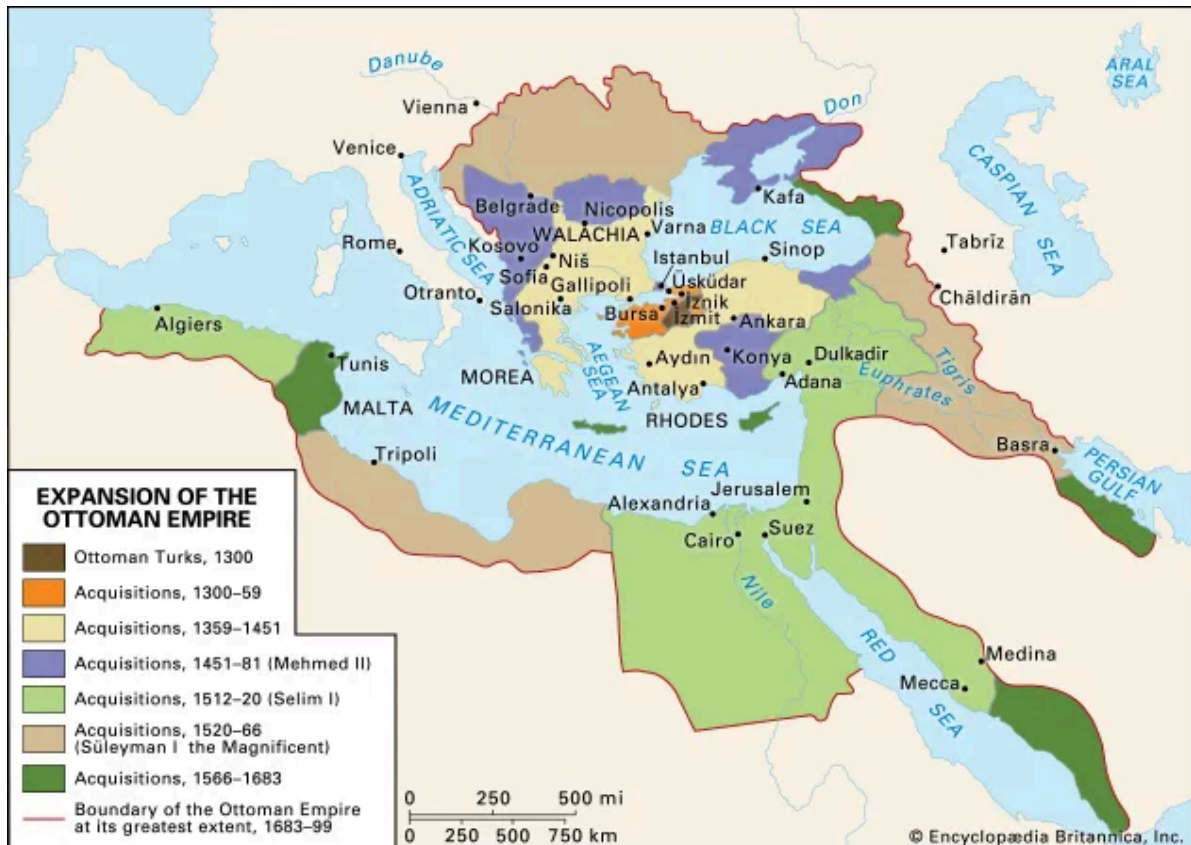 Danube
Vienna
Don
ARAL
SEA
Venice
ADRIATIC SEA
CASPIAN
SEA
Belgrade
Nicopolis
WALACHIA
Varna
Kafa
BLACK SEA
Rome
Kosovo
Niš
Sofia
Istanbul
Sinop
Tabrīz
Otranto
Gallipoli
Üsküdar
Salonika
Bursa
İznik
İzmit
Ankara
Chāldirān
Algiers
Tunis
MOREA
AEGEAN
SEA
Aydın
Konya
Dulkadir
Tigris
Antalya
Adana
Euphrates
MALTA
MEDITERRANEAN SEA
RHODES
Tripoli
Basra
PERSIAN
GULF
Alexandria
Jerusalem
Cairo
Suez
Nile
RED
SEA
Medina
Mecca
EXPANSION OF THE
OTTOMAN EMPIRE
Ottoman Turks, 1300
Acquisitions, 1300–59
Acquisitions, 1359–1451
Acquisitions, 1451–81 (Mehmed II)
Acquisitions, 1512–20 (Selim I)
Acquisitions, 1520–66
(Süleyman I the Magnificent)
Acquisitions, 1566–1683
Boundary of the Ottoman Empire
at its greatest extent, 1683–99
0 250 500 mi
0 250 500 750 km
© Encyclopædia Britannica, Inc.